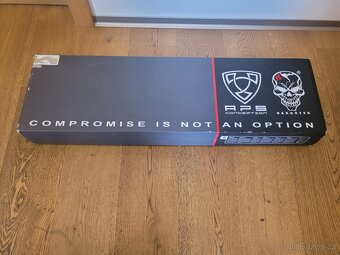 APS
CONCEPTION
COMPROMISE IS NOT AN OPTION